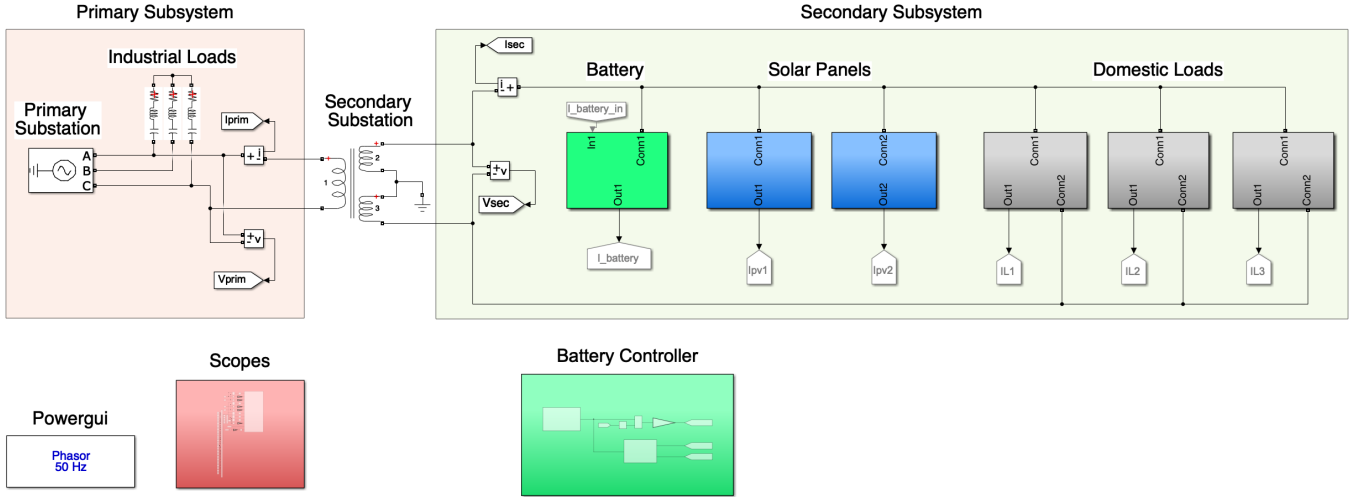 Primary Subsystem
Secondary Subsystem
Industrial Loads
Primary
Substation
A
B
C
Iprim
+ i
-
+
- v
Vprim
Secondary
Substation
+
1
+
2
+
3
Isec
i
- +
+
- v
Vsec
Battery
I_battery_in
In1
Conn1
Out1
I_battery
Solar Panels
Conn1
Out1
Ipv1
Conn2
Out2
Ipv2
Domestic Loads
Conn1
Out1
Conn2
IL1
Conn1
Out1
Conn2
IL2
Conn1
Out1
Conn2
IL3
Scopes
Battery Controller
Powergui
Phasor
50 Hz